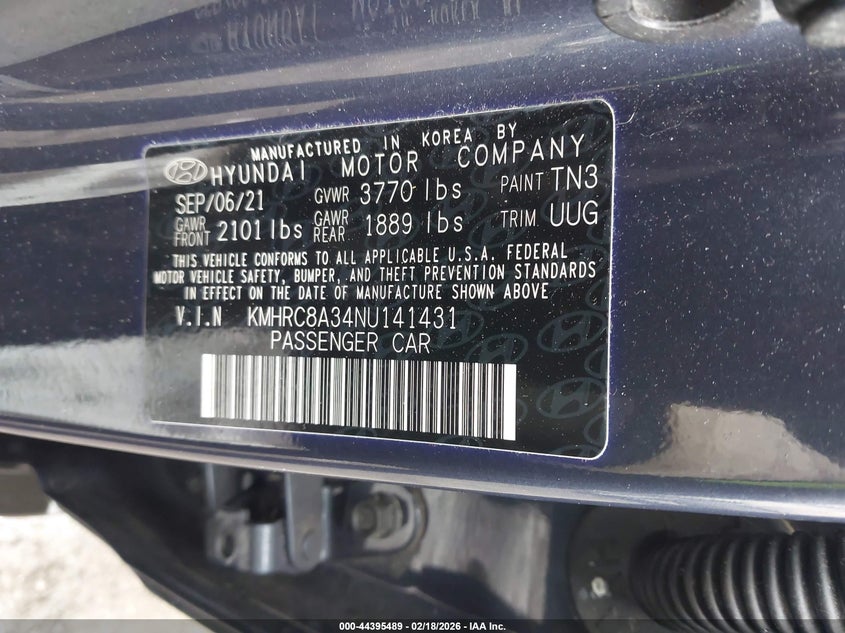 MANUFACTURED IN KOREA BY
HYUNDAI MOTOR COMPANY
SEP/06/21 GVWR 3770 lbs PAINT TN3
GAWR FRONT 2101 lbs GAWR REAR 1889 lbs TRIM UUG
THIS VEHICLE CONFORMS TO ALL APPLICABLE U.S.A. FEDERAL
MOTOR VEHICLE SAFETY, BUMPER, AND THEFT PREVENTION STANDARDS
IN EFFECT ON THE DATE OF MANUFACTURE SHOWN ABOVE
V.I.N KMHRC8A34NU141431
PASSENGER CAR
000-44395489 - 02/18/2026 - IAA Inc.